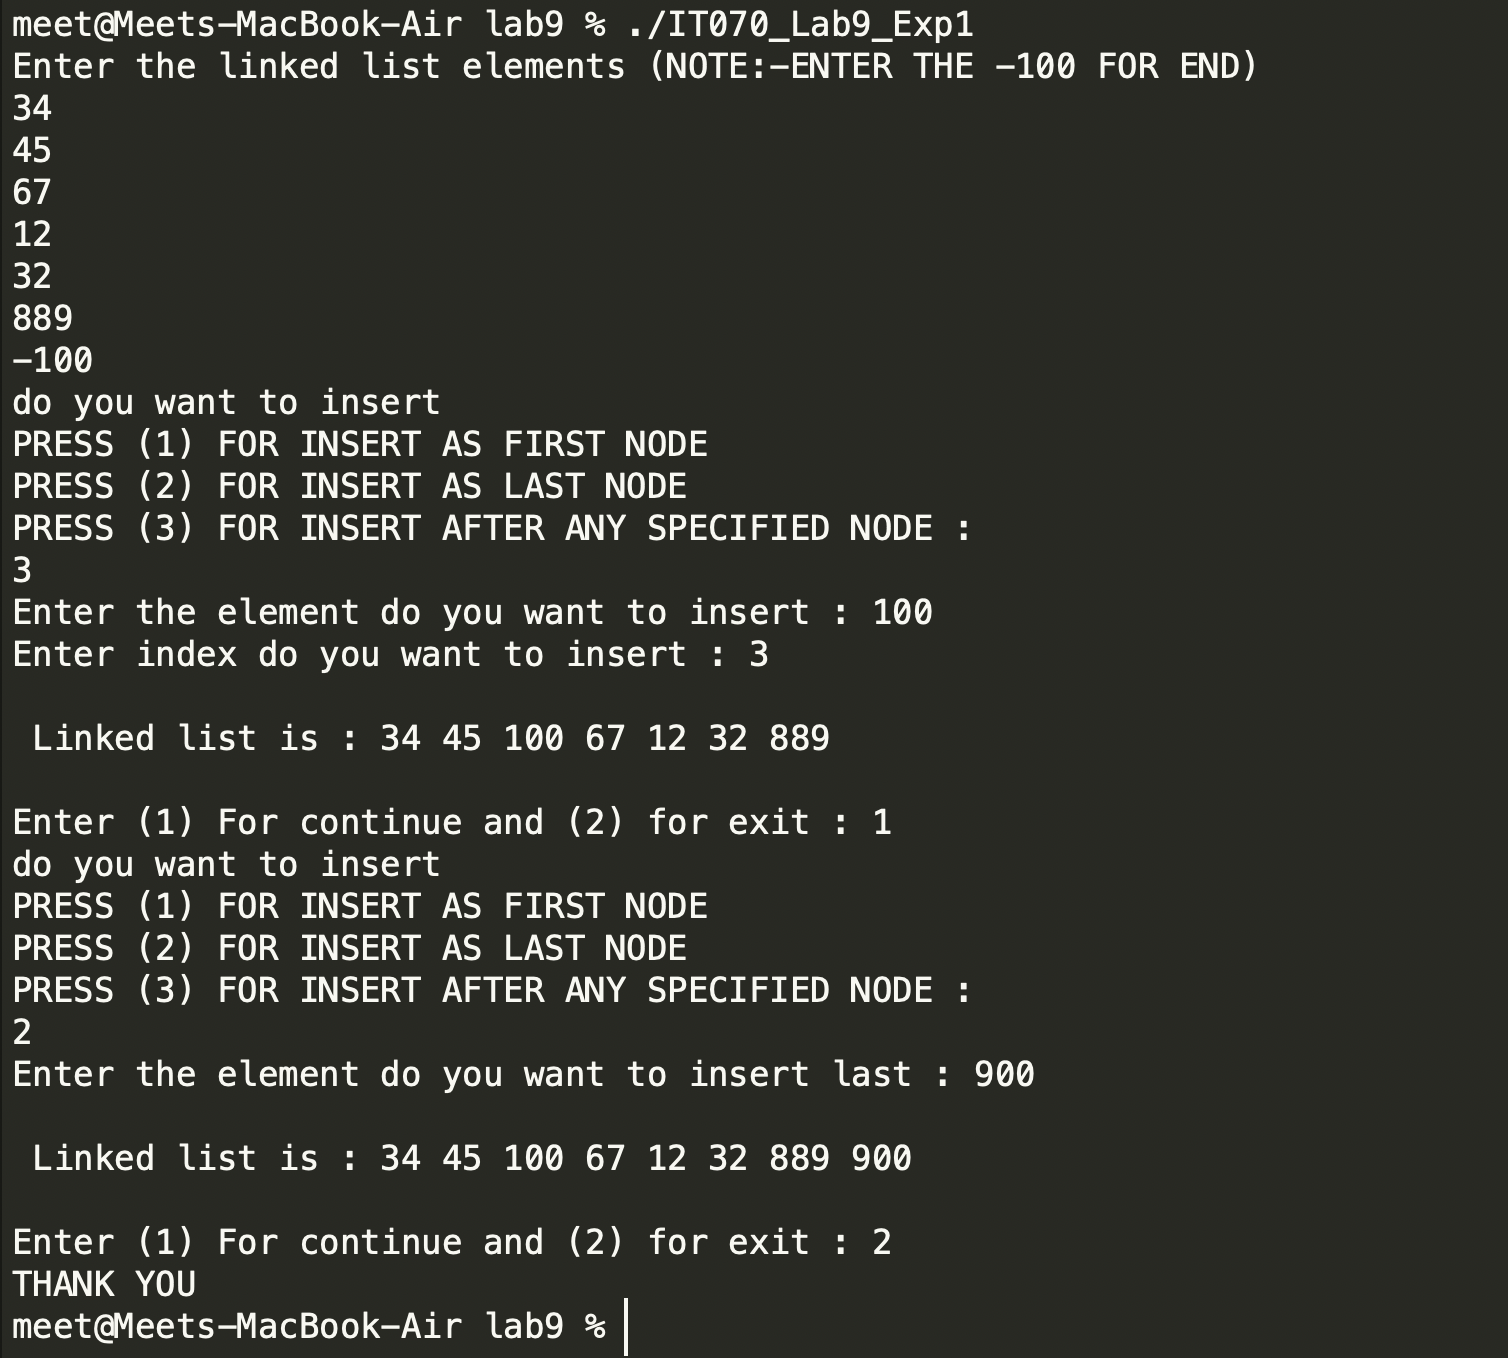 meet@Meets-MacBook-Air lab9 % ./IT070_Lab9_Exp1
Enter the linked list elements (NOTE:-ENTER THE -100 FOR END)
34
45
67
12
32
889
-100
do you want to insert
PRESS (1) FOR INSERT AS FIRST NODE
PRESS (2) FOR INSERT AS LAST NODE
PRESS (3) FOR INSERT AFTER ANY SPECIFIED NODE :
3
Enter the element do you want to insert : 100
Enter index do you want to insert : 3
Linked list is : 34 45 100 67 12 32 889
Enter (1) For continue and (2) for exit : 1
do you want to insert
PRESS (1) FOR INSERT AS FIRST NODE
PRESS (2) FOR INSERT AS LAST NODE
PRESS (3) FOR INSERT AFTER ANY SPECIFIED NODE :
2
Enter the element do you want to insert last : 900
Linked list is : 34 45 100 67 12 32 889 900
Enter (1) For continue and (2) for exit : 2
THANK YOU
meet@Meets-MacBook-Air lab9 %